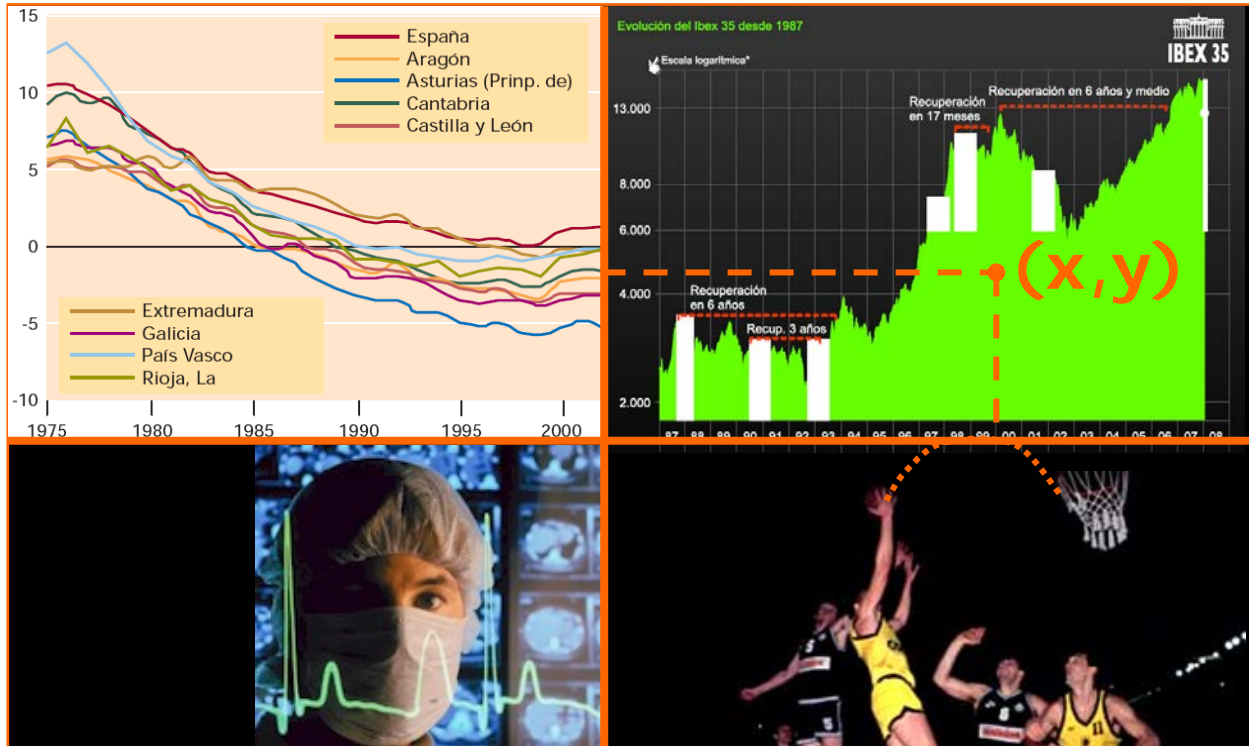 15
10
5
0
-5
-10
1975
1980
1985
1990
1995
2000
España
Aragón
Asturias (Prinp. de)
Cantabria
Castilla y León
Extremadura
Galicia
País Vasco
Rioja, La
Evolución del Ibex 35 desde 1987
IBEX 35
Escala logarítmica*
Recuperación en 6 años y medio
Recuperación
en 17 meses
13.000
8.000
6.000
4.000
2.000
(x,y)
Recuperación
en 6 años
Recup. 3 años
87 88 89 90 91 92 93 94 95 96 97 98 99 00 01 02 03 04 05 06 07 08
5
5
8
11